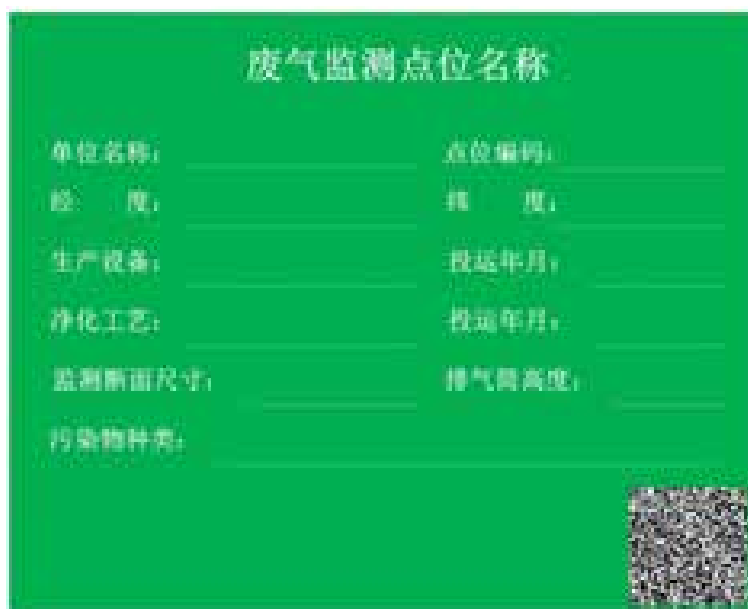 废气监测点位名称
单位名称： 点位编码：
经 度： 纬 度：
生产设备： 投运年月：
净化工艺： 投运年月：
监测断面尺寸： 排气筒高度：
污染物种类：